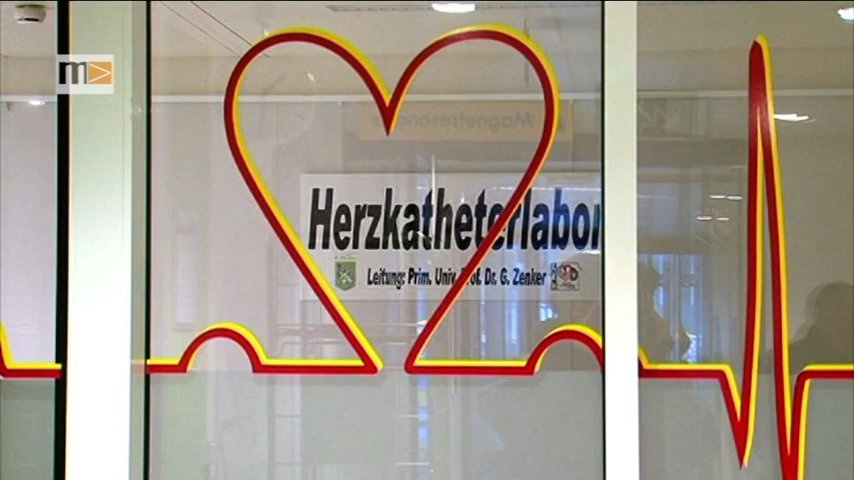 m
Magnetresonanz
Herzkatheterlabor
Leitung: Prim. Univ. Prof. Dr. G. Zenker